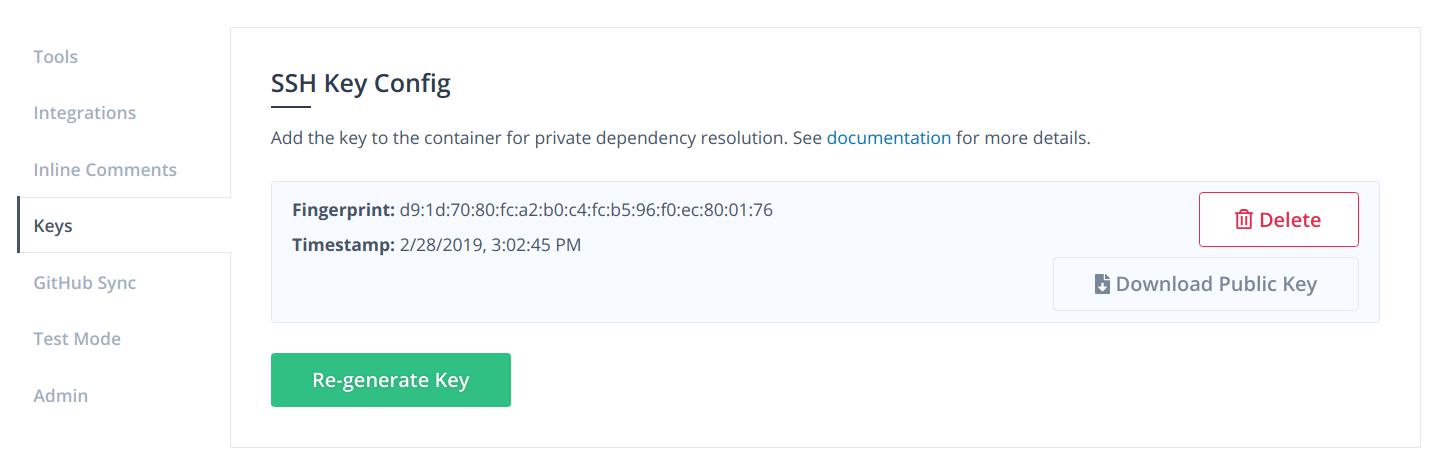 Tools
Integrations
Inline Comments
Keys
GitHub Sync
Test Mode
Admin
SSH Key Config
Add the key to the container for private dependency resolution. See documentation for more details.
Fingerprint: d9:1d:70:80:fc:a2:b0:c4:fc:b5:96:f0:ec:80:01:76
Timestamp: 2/28/2019, 3:02:45 PM
Delete
Download Public Key
Re-generate Key